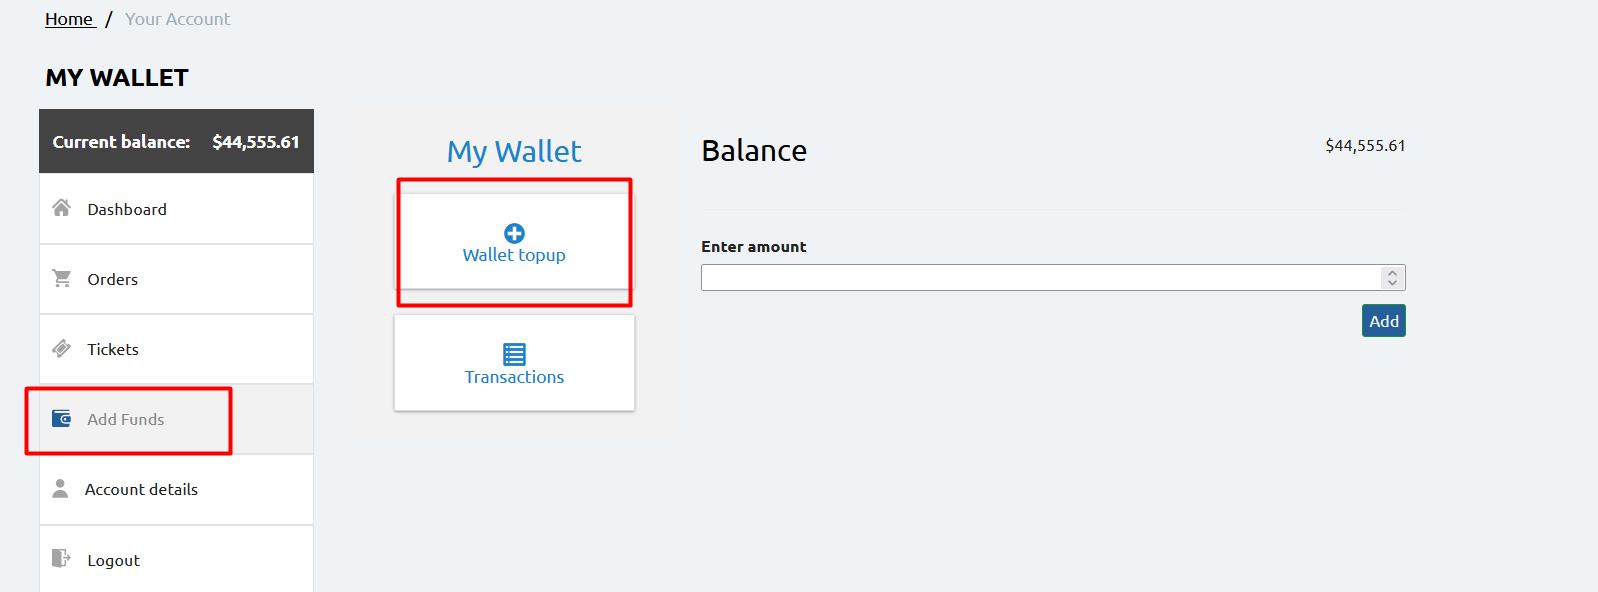 Home / Your Account
MY WALLET
Current balance: $44,555.61
Dashboard
Orders
Tickets
Add Funds
Account details
Logout
My Wallet
Wallet topup
Transactions
Balance $44,555.61
Enter amount
Add